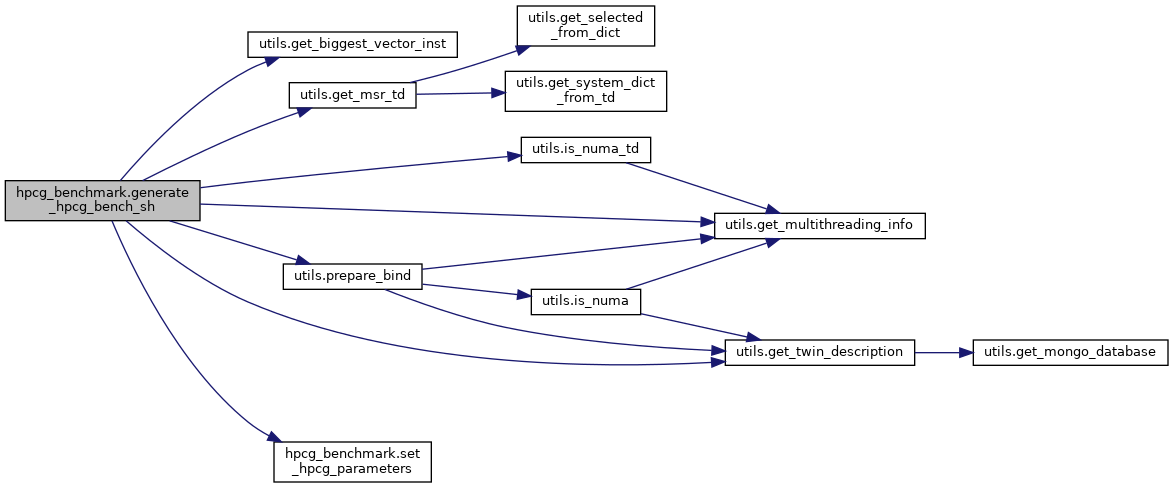 utils.get_selected
_from_dict
utils.get_biggest_vector_inst
utils.get_system_dict
_from_td
utils.get_msr_td
utils.is_numa_td
hpcg_benchmark.generate
_hpcg_bench_sh
utils.get_multithreading_info
utils.prepare_bind
utils.is_numa
utils.get_twin_description
utils.get_mongo_database
hpcg_benchmark.set
_hpcg_parameters